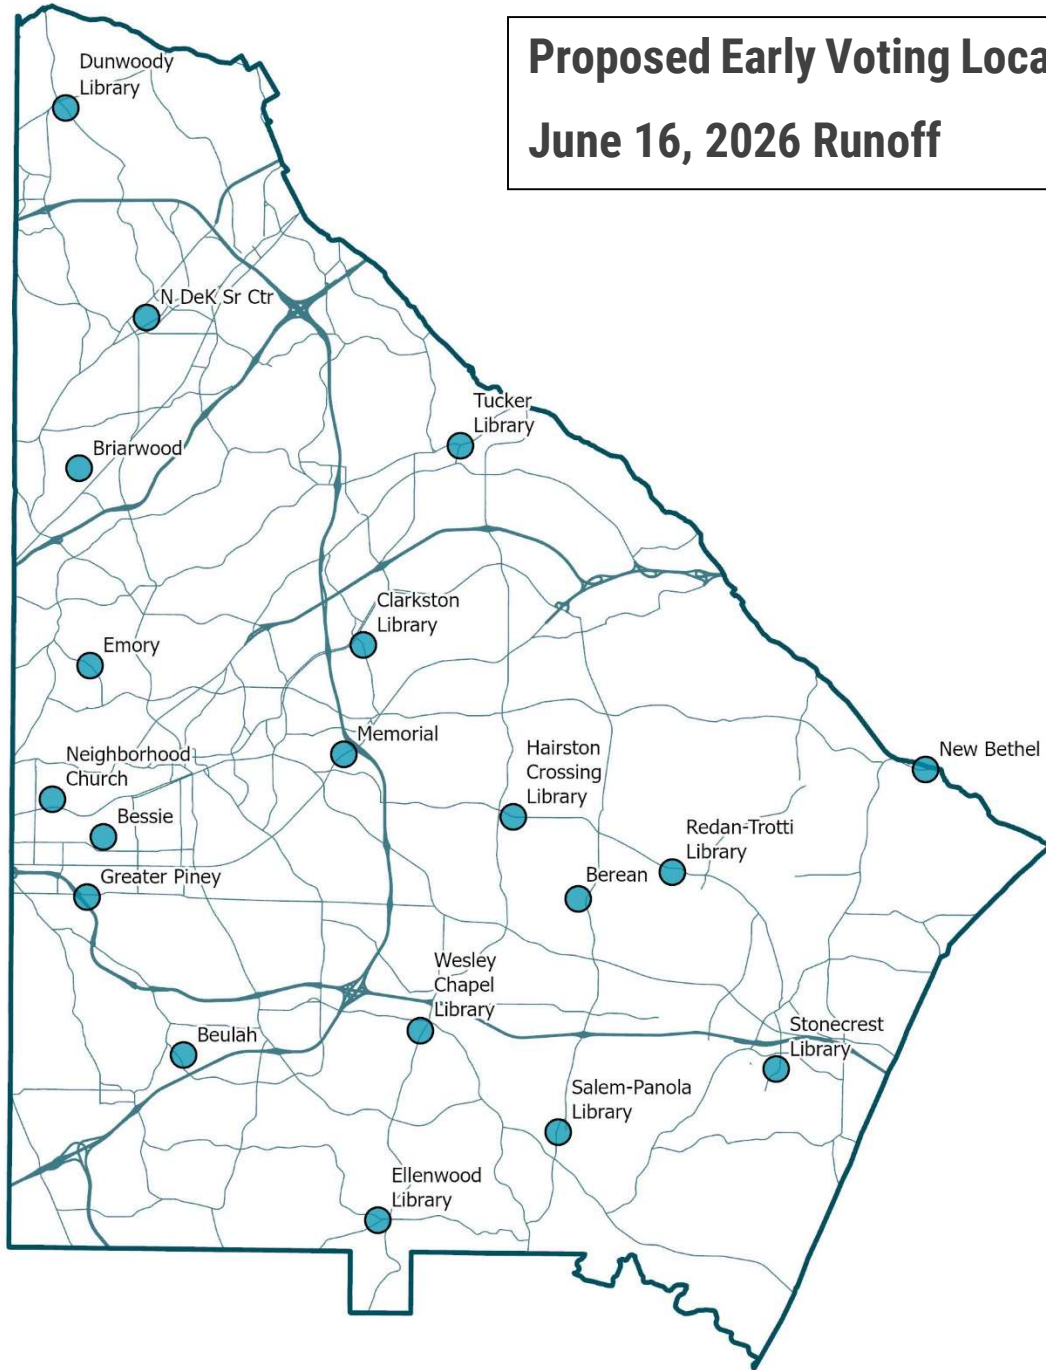 Proposed Early Voting Loca
June 16, 2026 Runoff
Dunwoody
Library
N DeK Sr Ctr
Tucker
Library
Briarwood
Clarkston
Library
Emory
Memorial
Neighborhood
Church
Hairston
Crossing
Library
New Bethel
Bessie
Redan-Trotti
Library
Greater Piney
Berean
Wesley
Chapel
Library
Beulah
Stonecrest
Library
Salem-Panola
Library
Ellenwood
Library